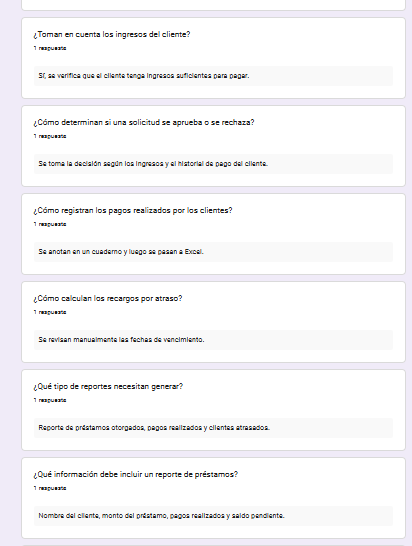 ¿Toman en cuenta los ingresos del cliente?
1 respuesta
Sí, se verifica que el cliente tenga ingresos suficientes para pagar.
¿Cómo determinan si una solicitud se aprueba o se rechaza?
1 respuesta
Se toma la decisión según los ingresos y el historial de pago del cliente.
¿Cómo registran los pagos realizados por los clientes?
1 respuesta
Se anotan en un cuaderno y luego se pasan a Excel.
¿Cómo calculan los recargos por atraso?
1 respuesta
Se revisan manualmente las fechas de vencimiento.
¿Qué tipo de reportes necesitan generar?
1 respuesta
Reporte de préstamos otorgados, pagos realizados y clientes atrasados.
¿Qué información debe incluir un reporte de préstamos?
1 respuesta
Nombre del cliente, monto del préstamo, pagos realizados y saldo pendiente.